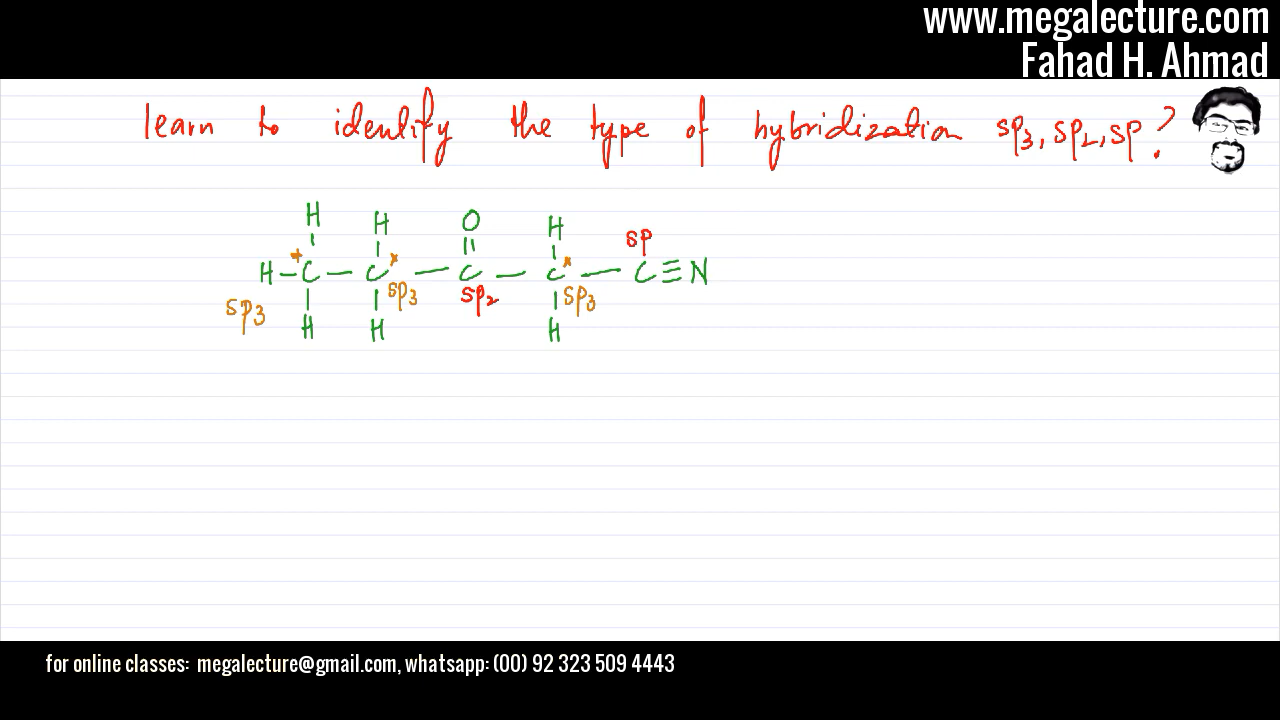 www.megalecture.com
Fahad H. Ahmad
learn to identify the type of hybridization sp3, sp2, sp?
H H O H sp
H-C-C-C-C-C≡N
sp3 sp3 sp2 sp3
H H H
for online classes: megalecture@gmail.com, whatsapp: (00) 92 323 509 4443